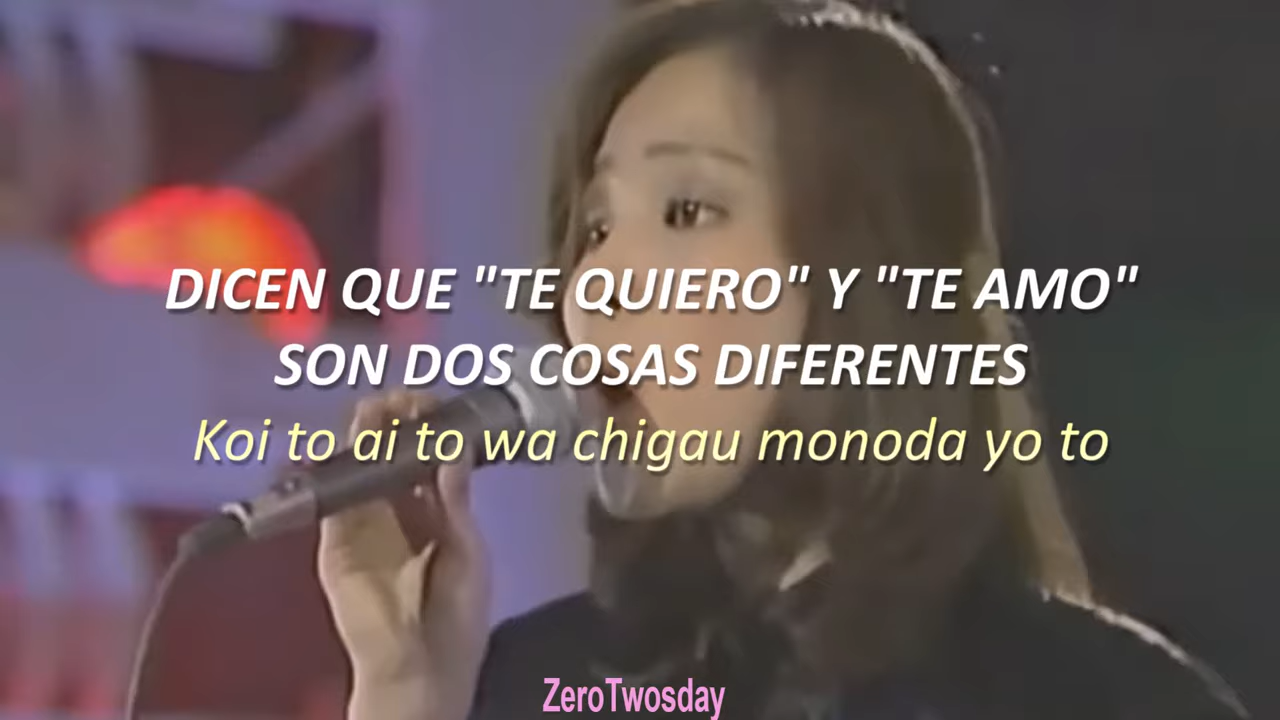 DICEN QUE "TE QUIERO" Y "TE AMO"
SON DOS COSAS DIFERENTES
Koi to ai to wa chigau monoda yo to
ZeroTwosday